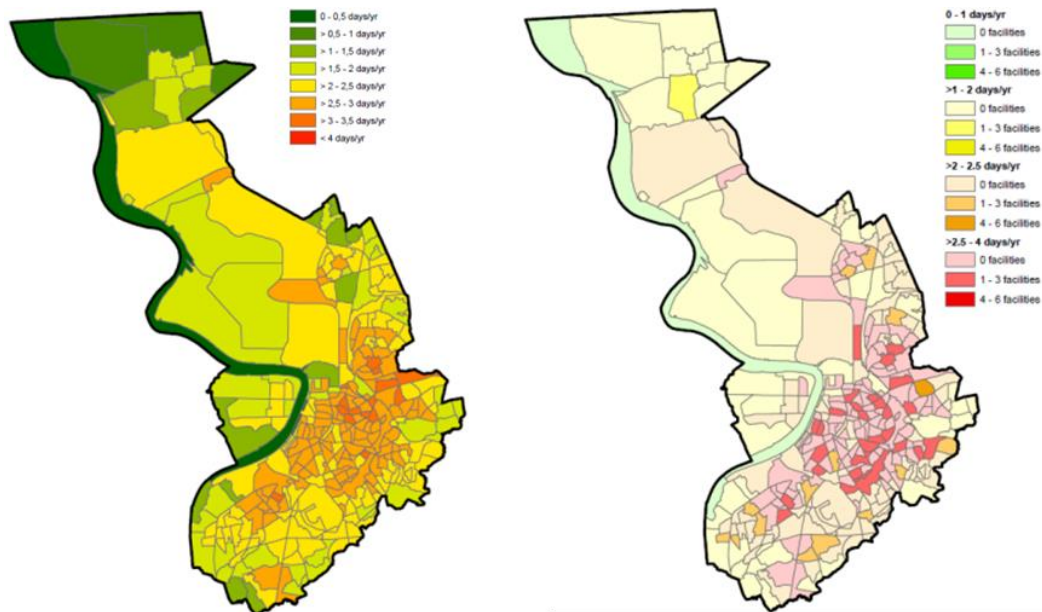 0 - 0,5 days/yr
> 0,5 - 1 days/yr
> 1 - 1,5 days/yr
> 1,5 - 2 days/yr
> 2 - 2,5 days/yr
> 2,5 - 3 days/yr
> 3 - 3,5 days/yr
< 4 days/yr
0 - 1 days/yr
0 facilities
1 - 3 facilities
4 - 6 facilities
>1 - 2 days/yr
0 facilities
1 - 3 facilities
4 - 6 facilities
>2 - 2.5 days/yr
0 facilities
1 - 3 facilities
4 - 6 facilities
>2.5 - 4 days/yr
0 facilities
1 - 3 facilities
4 - 6 facilities